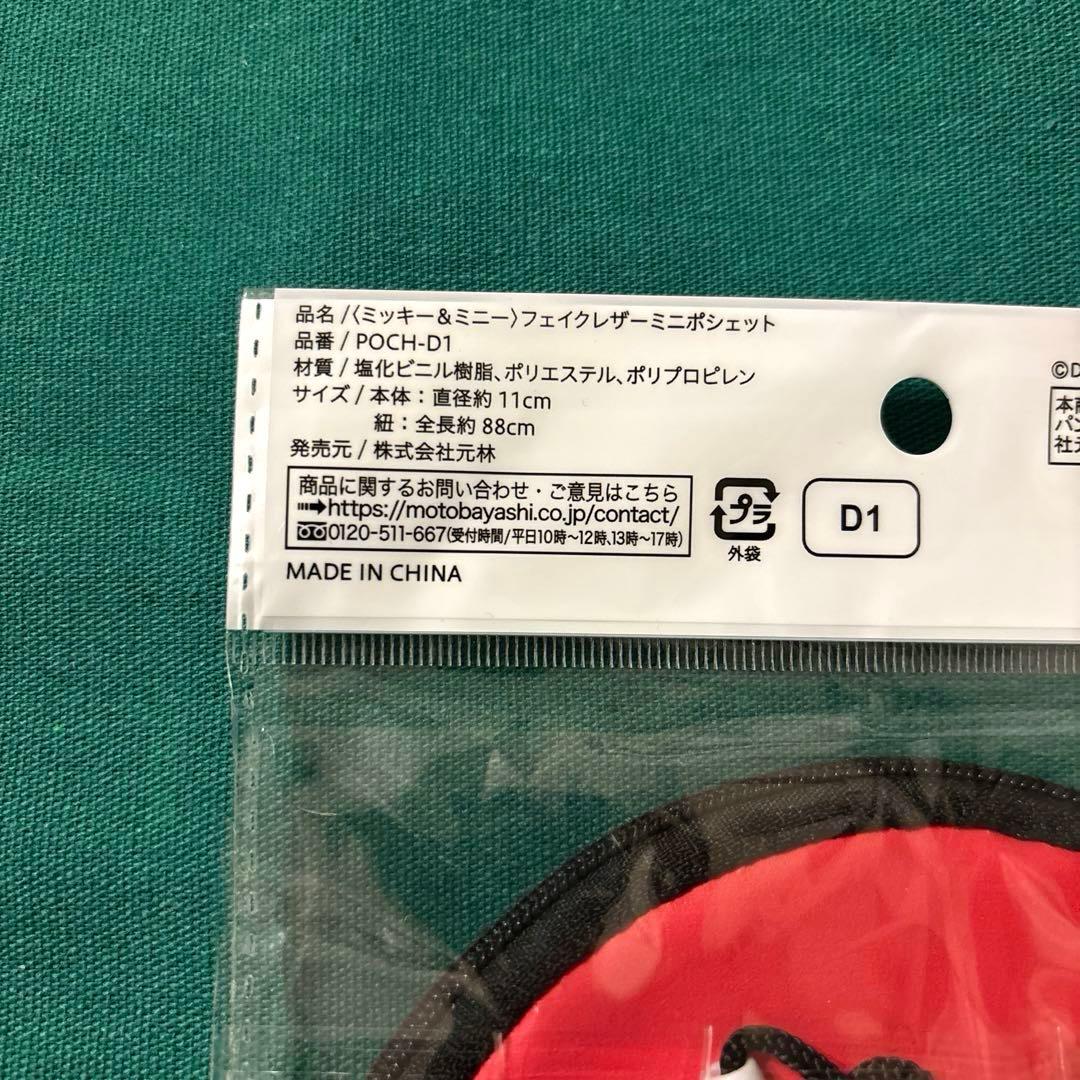 品名 /〈ミッキー＆ミニー〉フェイクレザーミニポシェット
品番 / POCH-D1
材質 / 塩化ビニル樹脂、ポリエステル、ポリプロピレン
サイズ / 本体：直径約 11cm
紐：全長約 88cm
発売元 / 株式会社元林
商品に関するお問い合わせ・ご意見はこちら
➡https://motobayashi.co.jp/contact/
0120-511-667(受付時間/平日10時〜12時、13時〜17時)
MADE IN CHINA
プラ
外袋
D1
©D
本
パン
社元